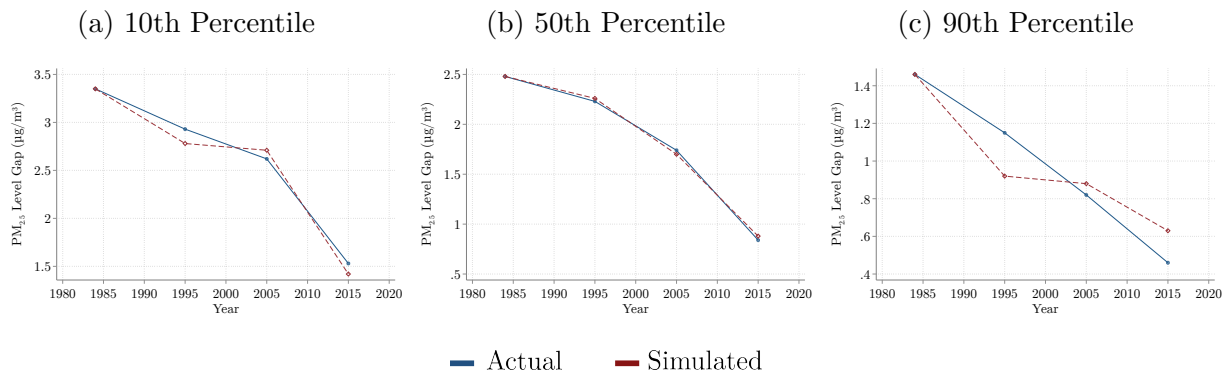 (a) 10th Percentile
3.5
3
2.5
2
1.5
PM2.5 Level Gap (µg/m³)
1980 1985 1990 1995 2000 2005 2010 2015 2020
Year
(b) 50th Percentile
2.5
2
1.5
1
.5
PM2.5 Level Gap (µg/m³)
1980 1985 1990 1995 2000 2005 2010 2015 2020
Year
(c) 90th Percentile
1.4
1.2
1
.8
.6
.4
PM2.5 Level Gap (µg/m³)
1980 1985 1990 1995 2000 2005 2010 2015 2020
Year
Actual Simulated